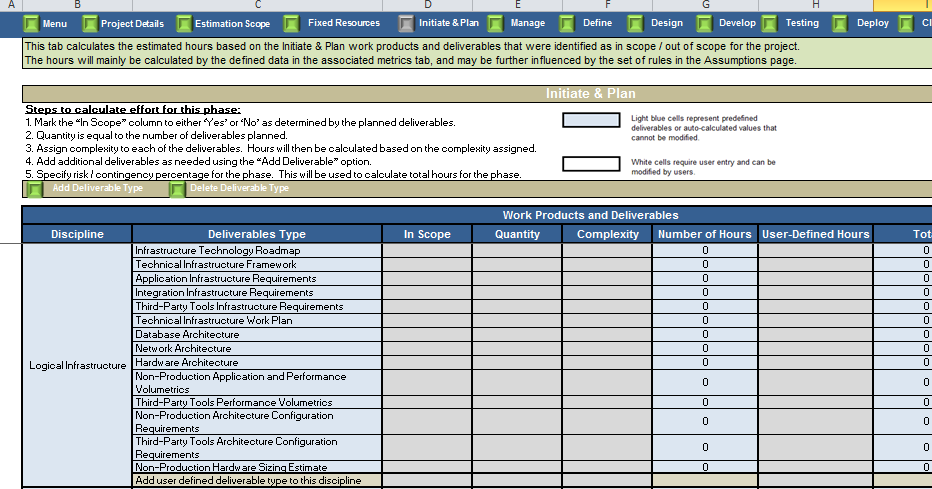 A B C D E F G H I
Menu Project Details Estimation Scope Fixed Resources Initiate & Plan Manage Define Design Develop Testing Deploy Cl
This tab calculates the estimated hours based on the Initiate & Plan work products and deliverables that were identified as in scope / out of scope for the project.
The hours will mainly be calculated by the defined data in the associated metrics tab, and may be further influenced by the set of rules in the Assumptions page.
Initiate & Plan
Steps to calculate effort for this phase:
1. Mark the "In Scope" column to either 'Yes' or 'No' as determined by the planned deliverables.
2. Quantity is equal to the number of deliverables planned.
3. Assign complexity to each of the deliverables. Hours will then be calculated based on the complexity assigned.
4. Add additional deliverables as needed using the "Add Deliverable" option.
5. Specify risk / contingency percentage for the phase. This will be used to calculate total hours for the phase.
Light blue cells represent predefined
deliverables or auto-calculated values that
cannot be modified.
White cells require user entry and can be
modified by users.
Add Deliverable Type Delete Deliverable Type
Work Products and Deliverables
Discipline Deliverables Type In Scope Quantity Complexity Number of Hours User-Defined Hours Tot
Infrastructure Technology Roadmap 0 0
Technical Infrastructure Framework 0 0
Application Infrastructure Requirements 0 0
Integration Infrastructure Requirements 0 0
Third-Party Tools Infrastructure Requirements 0 0
Technical Infrastructure Work Plan 0 0
Database Architecture 0 0
Network Architecture 0 0
Logical Infrastructure Hardware Architecture 0 0
Non-Production Application and Performance
Volumetrics 0 0
Third-Party Tools Performance Volumetrics 0 0
Non-Production Architecture Configuration
Requirements 0 0
Third-Party Tools Architecture Configuration
Requirements 0 0
Non-Production Hardware Sizing Estimate 0 0
Add user defined deliverable type to this discipline